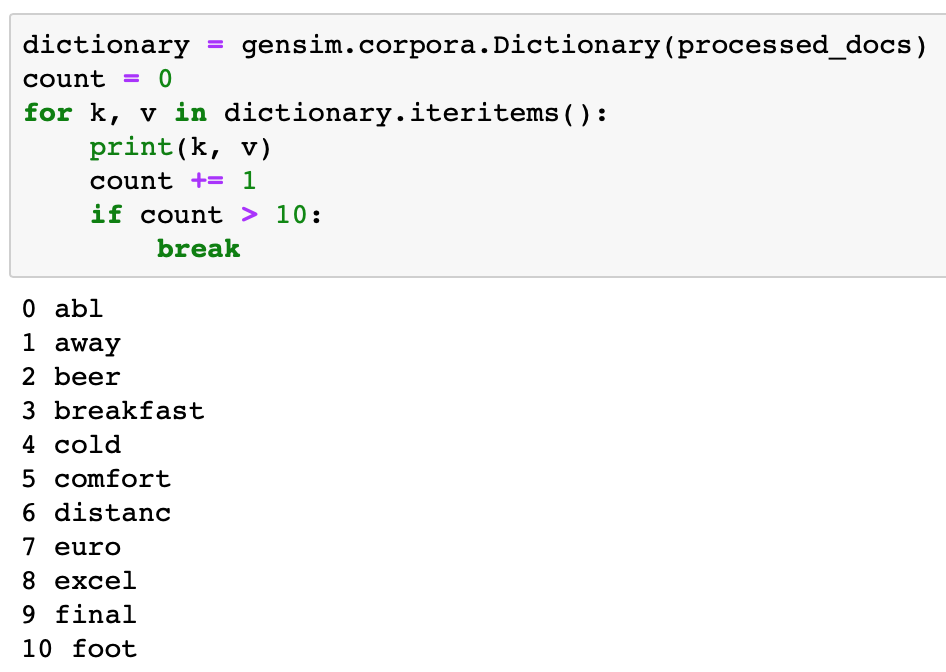 dictionary = gensim.corpora.Dictionary(processed_docs)
count = 0
for k, v in dictionary.iteritems():
    print(k, v)
    count += 1
    if count > 10:
        break
0 abl
1 away
2 beer
3 breakfast
4 cold
5 comfort
6 distanc
7 euro
8 excel
9 final
10 foot